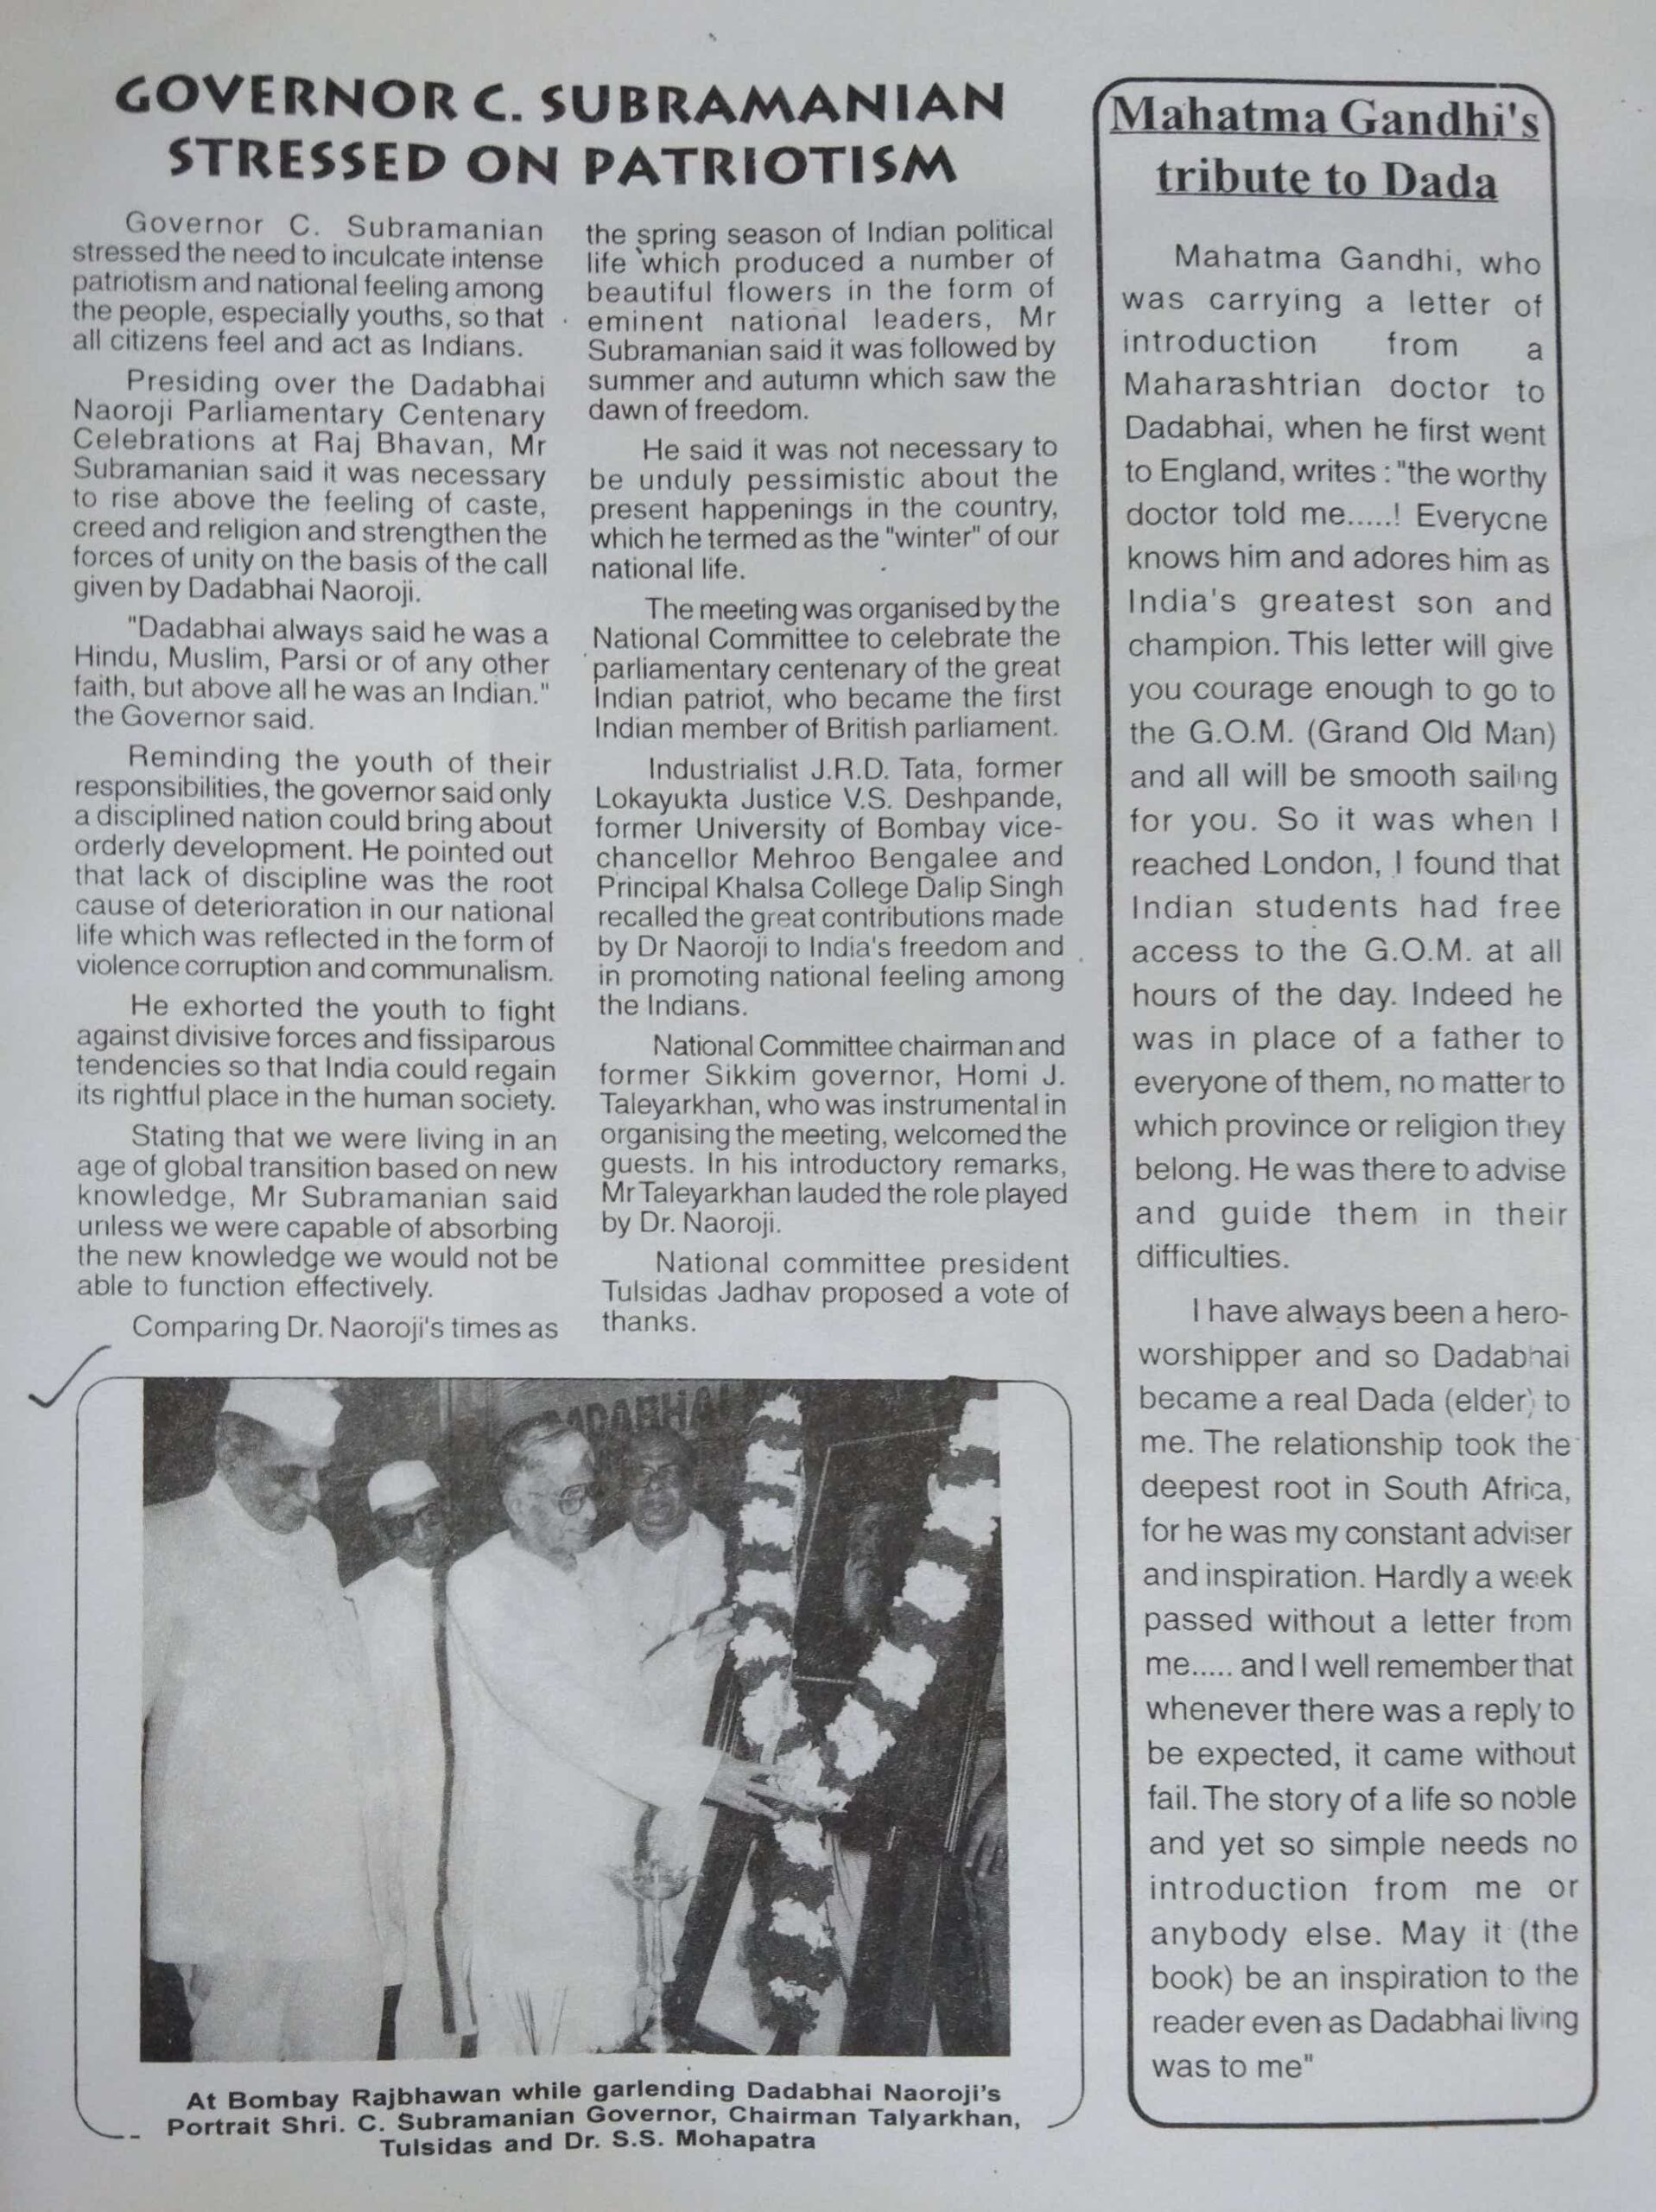 GOVERNOR C. SUBRAMANIAN
STRESSED ON PATRIOTISM
Governor C. Subramanian
stressed the need to inculcate intense
patriotism and national feeling among
the people, especially youths, so that
all citizens feel and act as Indians.
Presiding over the Dadabhai
Naoroji Parliamentary Centenary
Celebrations at Raj Bhavan, Mr
Subramanian said it was necessary
to rise above the feeling of caste,
creed and religion and strengthen the
forces of unity on the basis of the call
given by Dadabhai Naoroji.
"Dadabhai always said he was a
Hindu, Muslim, Parsi or of any other
faith, but above all he was an Indian."
the Governor said.
Reminding the youth of their
responsibilities, the governor said only
a disciplined nation could bring about
orderly development. He pointed out
that lack of discipline was the root
cause of deterioration in our national
life which was reflected in the form of
violence corruption and communalism.
He exhorted the youth to fight
against divisive forces and fissiparous
tendencies so that India could regain
its rightful place in the human society.
Stating that we were living in an
age of global transition based on new
knowledge, Mr Subramanian said
unless we were capable of absorbing
the new knowledge we would not be
able to function effectively.
Comparing Dr. Naoroji's times as
the spring season of Indian political
life which produced a number of
beautiful flowers in the form of
eminent national leaders, Mr
Subramanian said it was followed by
summer and autumn which saw the
dawn of freedom.
He said it was not necessary to
be unduly pessimistic about the
present happenings in the country,
which he termed as the "winter" of our
national life.
The meeting was organised by the
National Committee to celebrate the
parliamentary centenary of the great
Indian patriot, who became the first
Indian member of British parliament.
Industrialist J.R.D. Tata, former
Lokayukta Justice V.S. Deshpande,
former University of Bombay vice-
chancellor Mehroo Bengalee and
Principal Khalsa College Dalip Singh
recalled the great contributions made
by Dr Naoroji to India's freedom and
in promoting national feeling among
the Indians.
National Committee chairman and
former Sikkim governor, Homi J.
Taleyarkhan, who was instrumental in
organising the meeting, welcomed the
guests. In his introductory remarks,
Mr Taleyarkhan lauded the role played
by Dr. Naoroji.
National committee president
Tulsidas Jadhav proposed a vote of
thanks.
DADABHAI
At Bombay Rajbhawan while garlending Dadabhai Naoroji's
Portrait Shri. C. Subramanian Governor, Chairman Talyarkhan,
Tulsidas and Dr. S.S. Mohapatra
Mahatma Gandhi's
tribute to Dada
Mahatma Gandhi, who
was carrying a letter of
introduction from a
Maharashtrian doctor to
Dadabhai, when he first went
to England, writes : "the worthy
doctor told me.....! Everycne
knows him and adores him as
India's greatest son and
champion. This letter will give
you courage enough to go to
the G.O.M. (Grand Old Man)
and all will be smooth sailing
for you. So it was when I
reached London, I found that
Indian students had free
access to the G.O.M. at all
hours of the day. Indeed he
was in place of a father to
everyone of them, no matter to
which province or religion they
belong. He was there to advise
and guide them in their
difficulties.
I have always been a hero-
worshipper and so Dadabhai
became a real Dada (elder) to
me. The relationship took the
deepest root in South Africa,
for he was my constant adviser
and inspiration. Hardly a week
passed without a letter from
me..... and I well remember that
whenever there was a reply to
be expected, it came without
fail. The story of a life so noble
and yet so simple needs no
introduction from me or
anybody else. May it (the
book) be an inspiration to the
reader even as Dadabhai living
was to me"